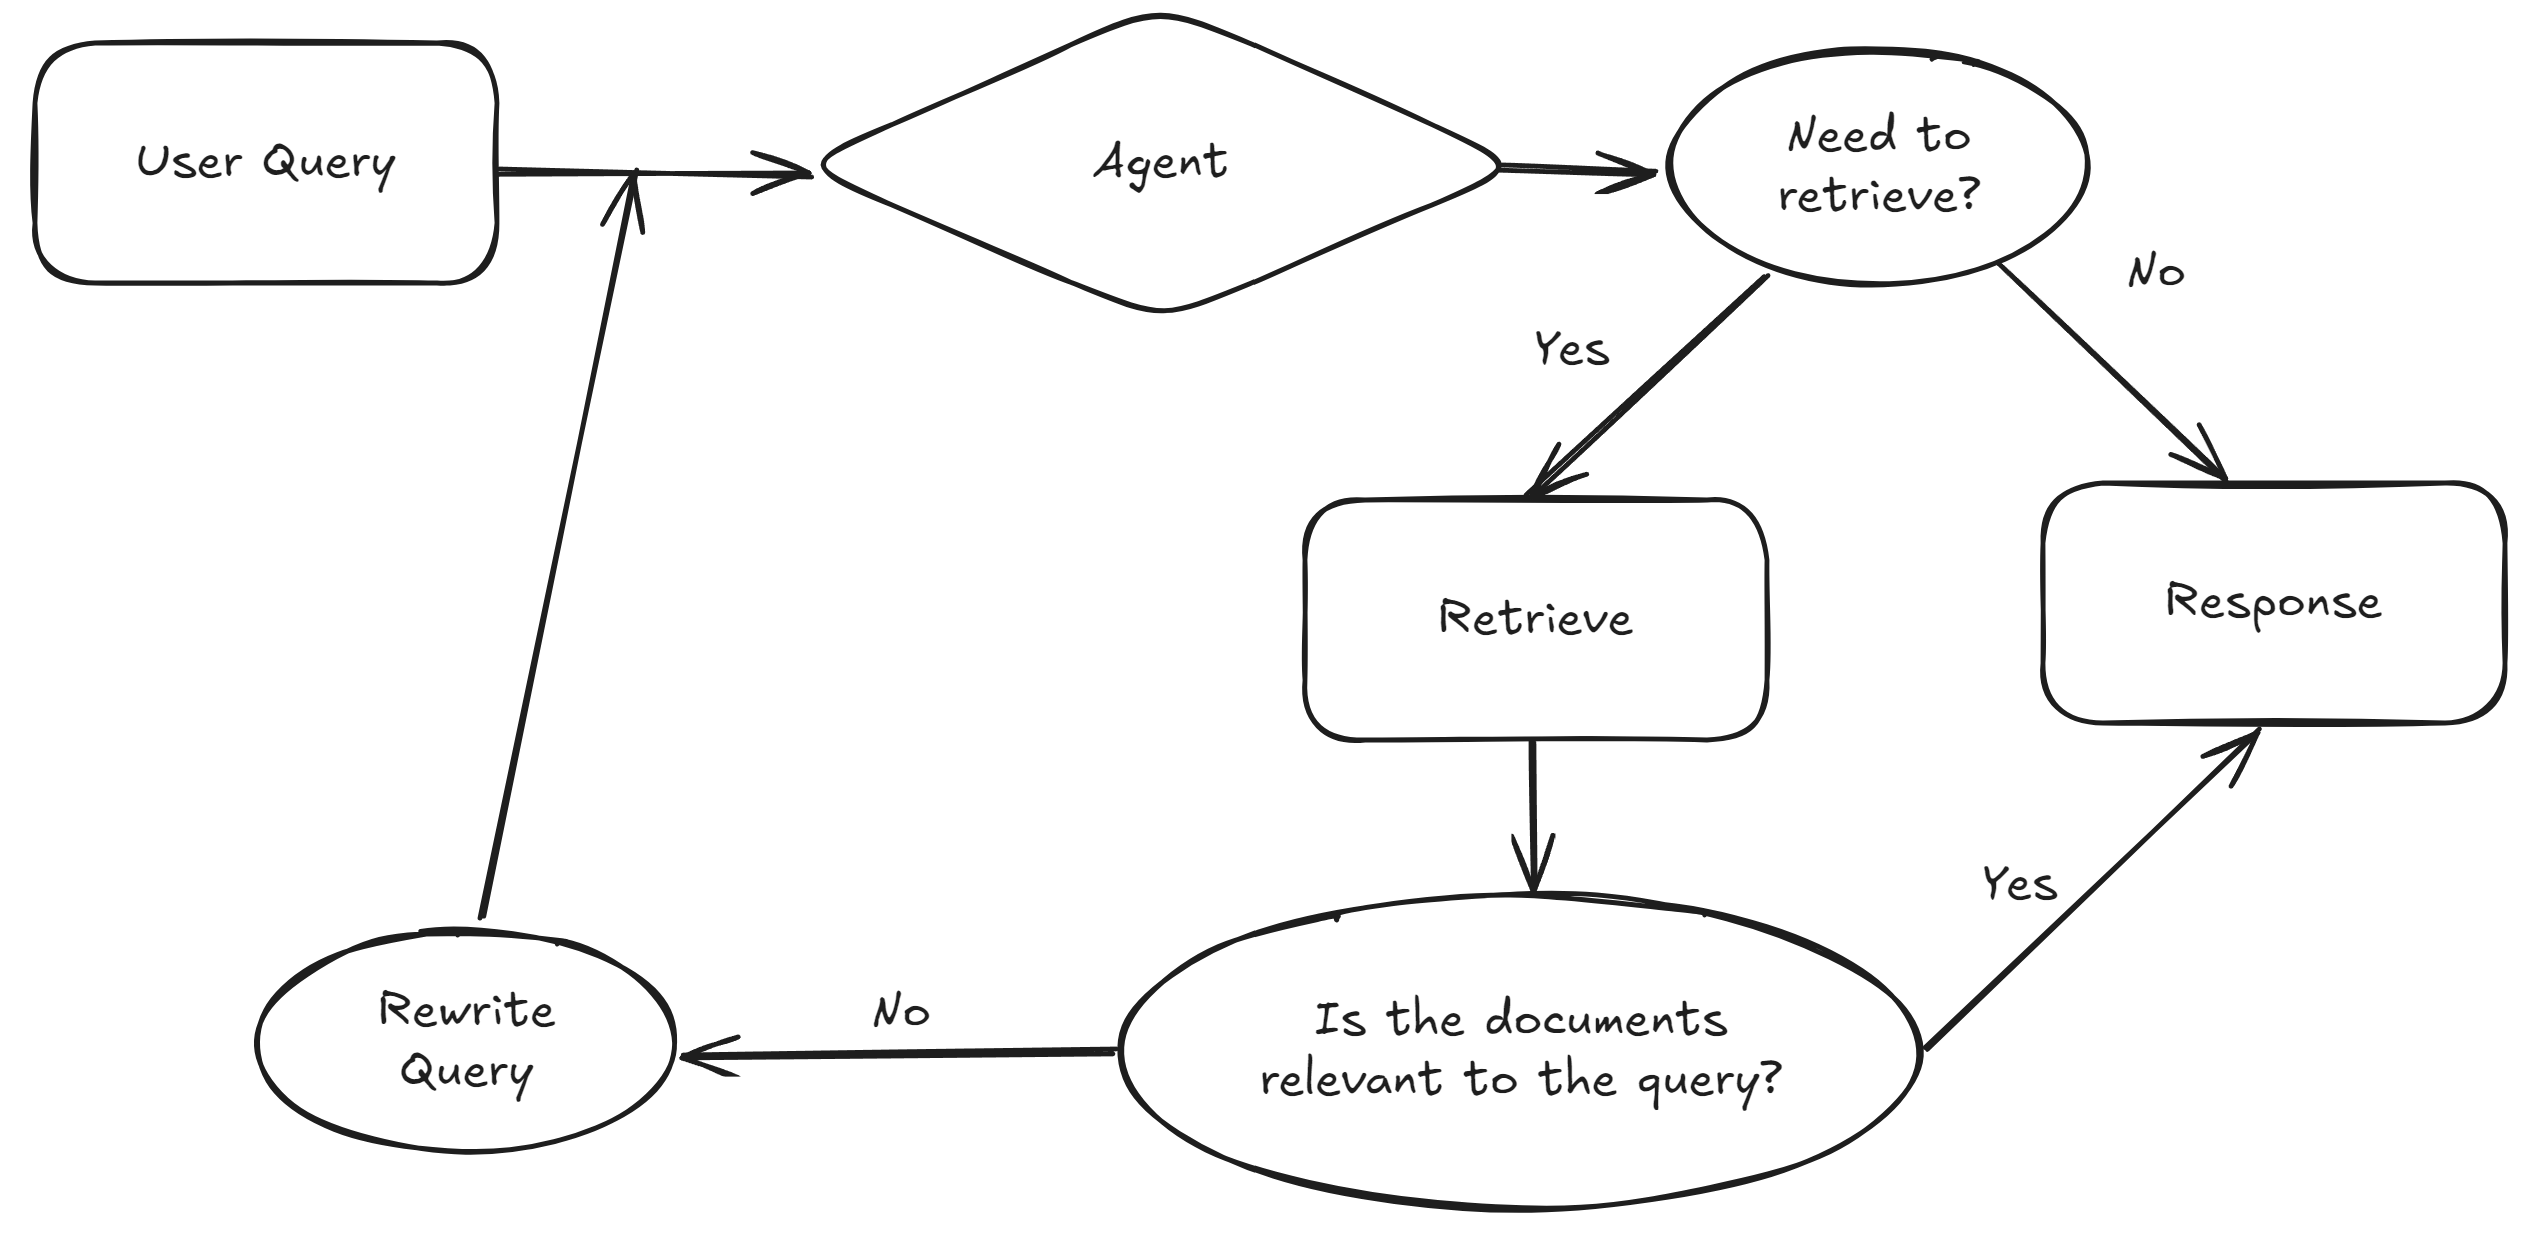 User Query
Agent
Need to
retrieve?
No
Yes
Retrieve
Response
Yes
Is the documents
relevant to the query?
No
Rewrite
Query